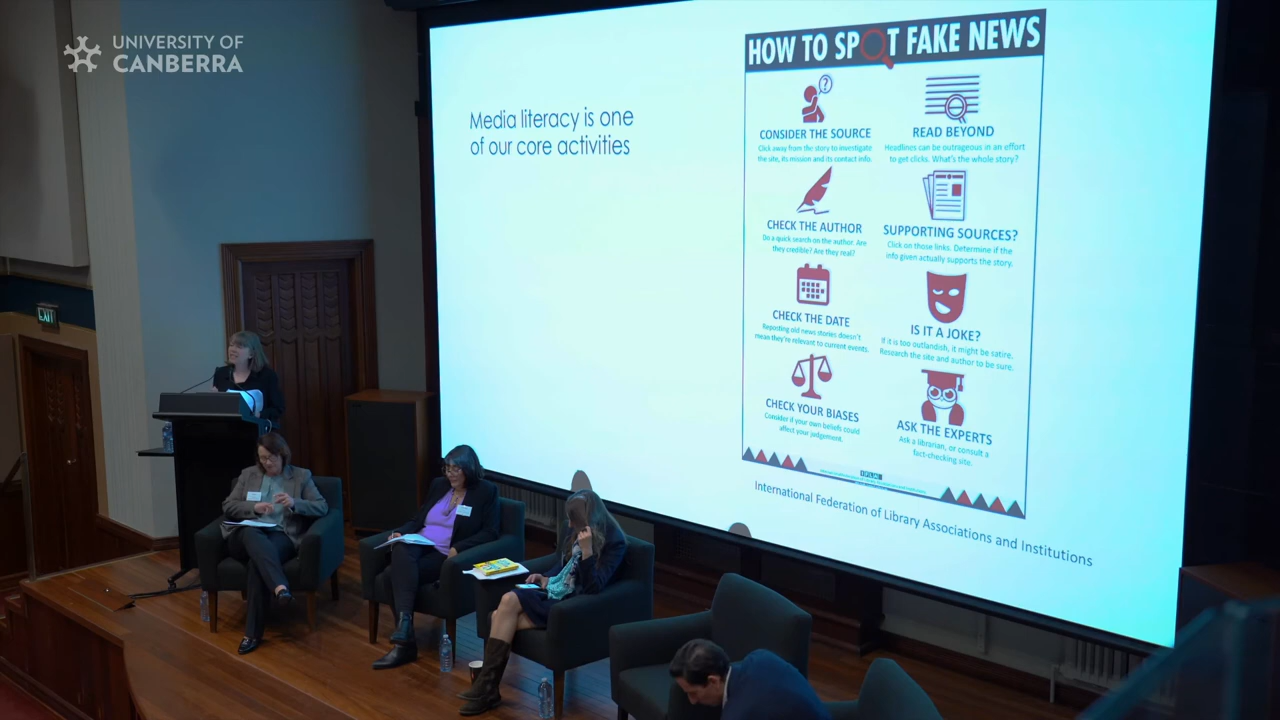 UNIVERSITY OF
CANBERRA
EXIT
Media literacy is one
of our core activities
HOW TO SPOT FAKE NEWS
CONSIDER THE SOURCE
Click away from the story to investigate
the site, its mission and its contact info.
READ BEYOND
Headlines can be outrageous in an effort
to get clicks. What's the whole story?
CHECK THE AUTHOR
Do a quick search on the author. Are
they credible? Are they real?
SUPPORTING SOURCES?
Click on those links. Determine if the
info given actually supports the story.
CHECK THE DATE
Reporting old news stories doesn't
mean they're relevant to current events.
IS IT A JOKE?
If it is too outlandish, it might be satire.
Research the site and author to be sure.
CHECK YOUR BIASES
Consider if your own beliefs could
affect your judgement.
ASK THE EXPERTS
Ask a librarian, or consult a
fact-checking site.
International Federation of Library Associations and Institutions